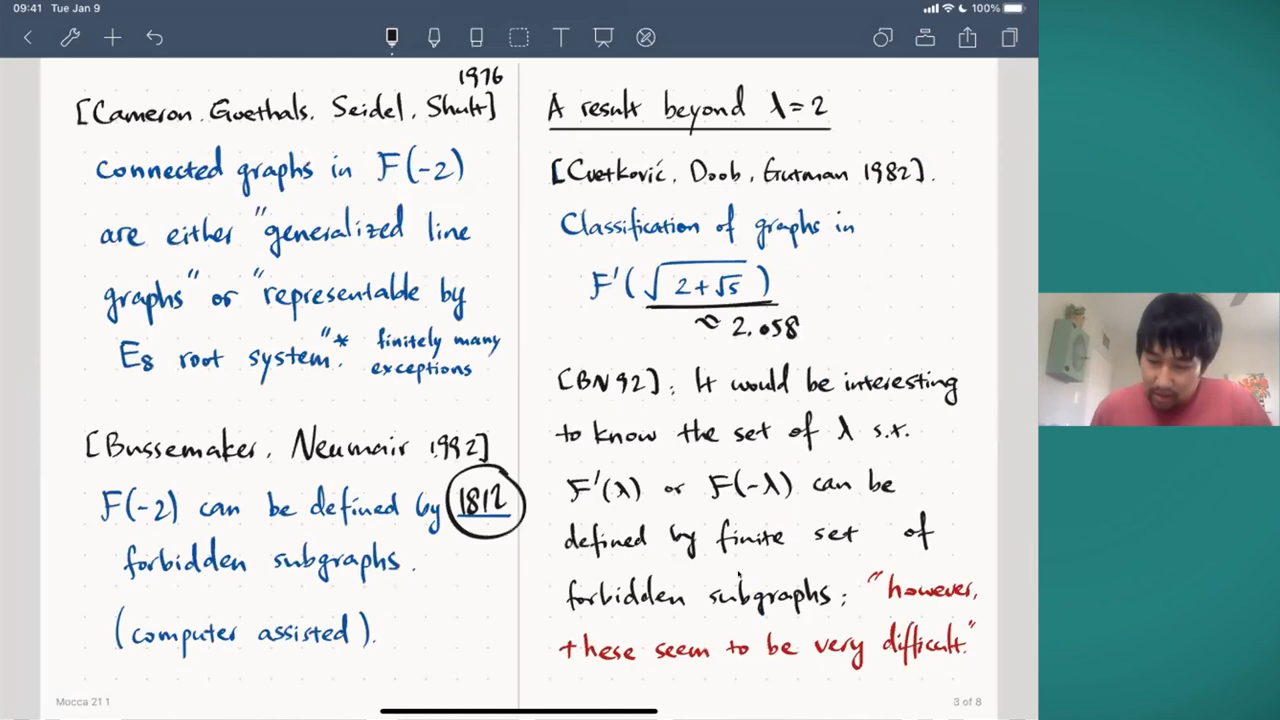 09:41 Tue Jan 9
100%
1976
[Cameron, Goethals, Seidel, Shult]
Connected graphs in F(-2)
are either "generalized line
graphs" or "representable by
E8 root system."* finitely many
exceptions
[Bussemaker, Neumair 1992]
F(-2) can be defined by 1812
forbidden subgraphs.
(computer assisted).
Mocca 21 1
A result beyond λ=2
[Cvetković, Doob, Gutman 1982].
Classification of graphs in
F'(√(2+√5))
≈ 2.058
[BN 92]: It would be interesting
to know the set of λ s.t.
F'(λ) or F(-λ) can be
defined by finite set of
forbidden subgraphs; "however,
these seem to be very difficult."
3 of 8